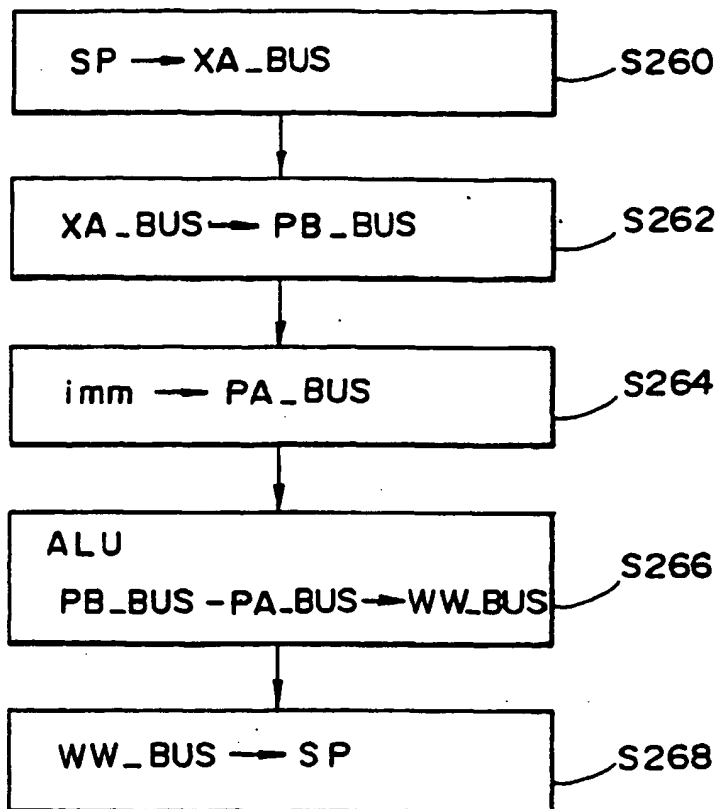 SP → XA_BUS
S260
XA_BUS → PB_BUS
S262
imm → PA_BUS
S264
ALU
PB_BUS – PA_BUS → WW_BUS
S266
WW_BUS → SP
S268